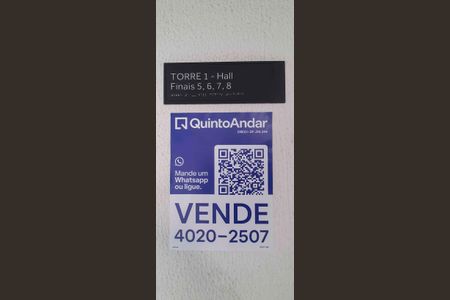 TORRE 1 - Hall
Finais 5, 6, 7, 8
QuintoAndar
Mande um
Whatsapp
ou ligue.
VENDE
4020-2507